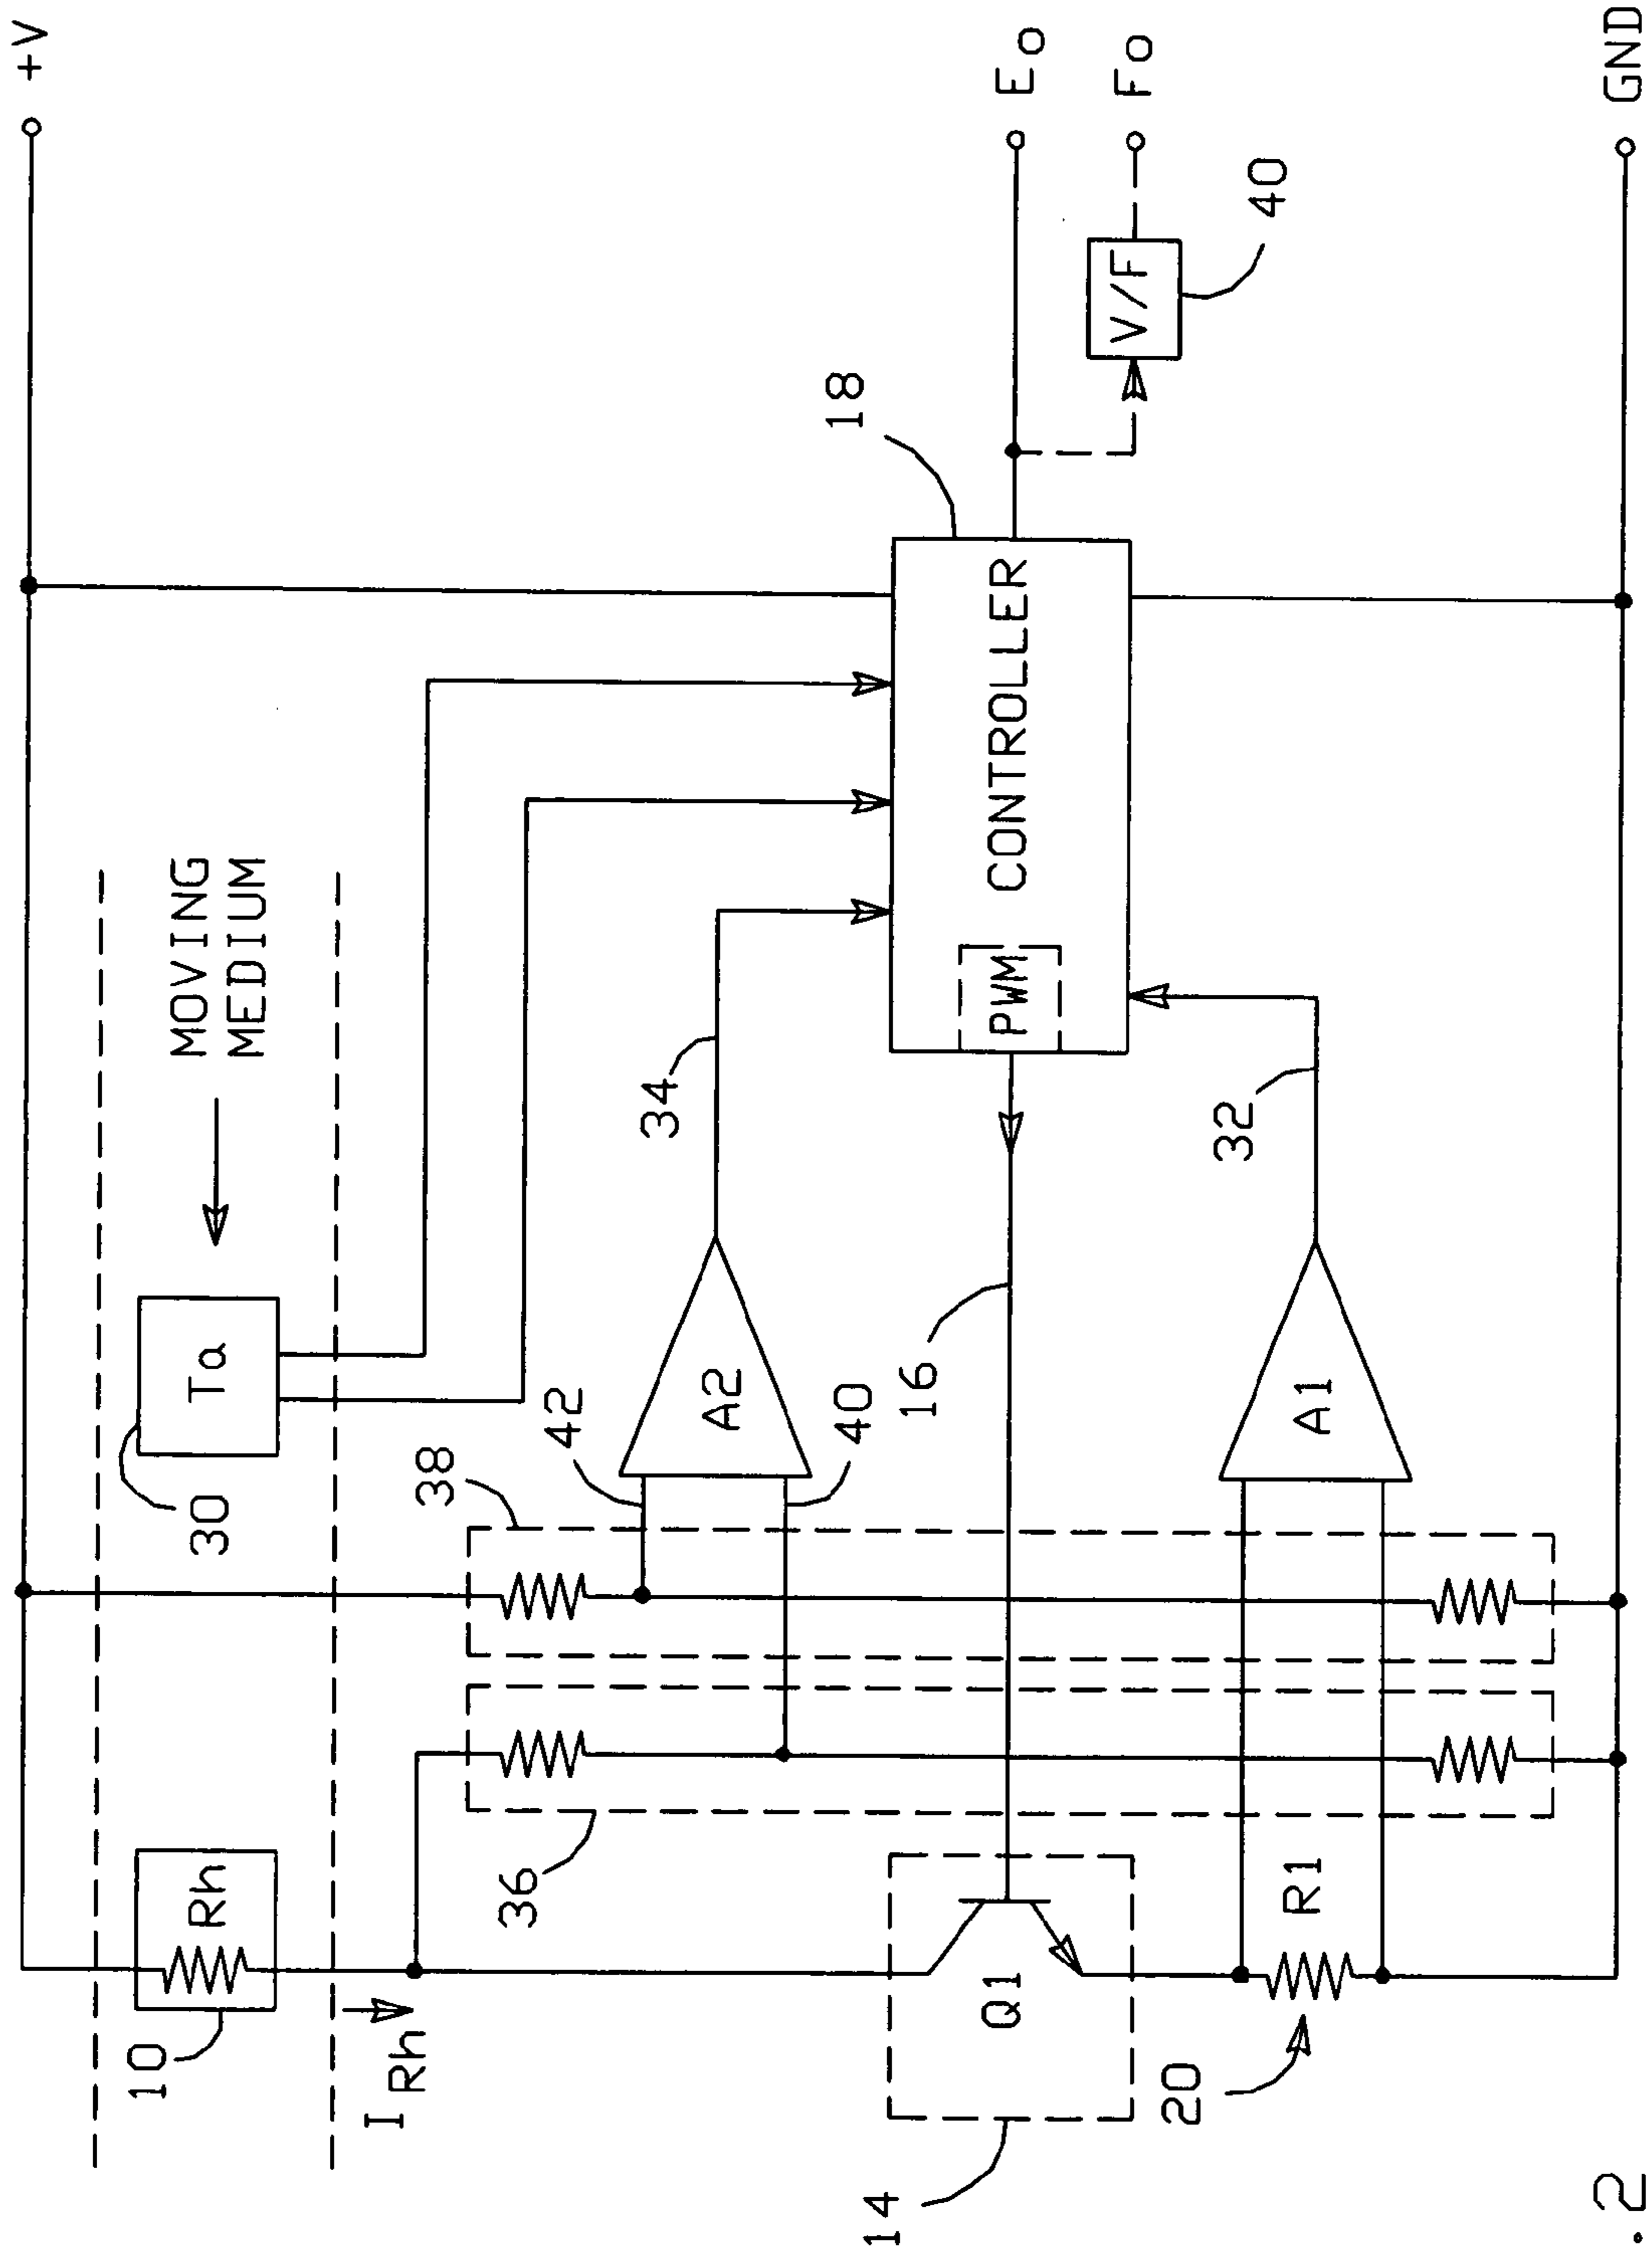 +V
MOVING
MEDIUM
Ta
30
Rh
10
I Rh
42
38
40
36
A2
34
18
CONTROLLER
PWM
Eo
Fo
V/F
40
16
Q1
14
A1
32
R1
20
GND
.2